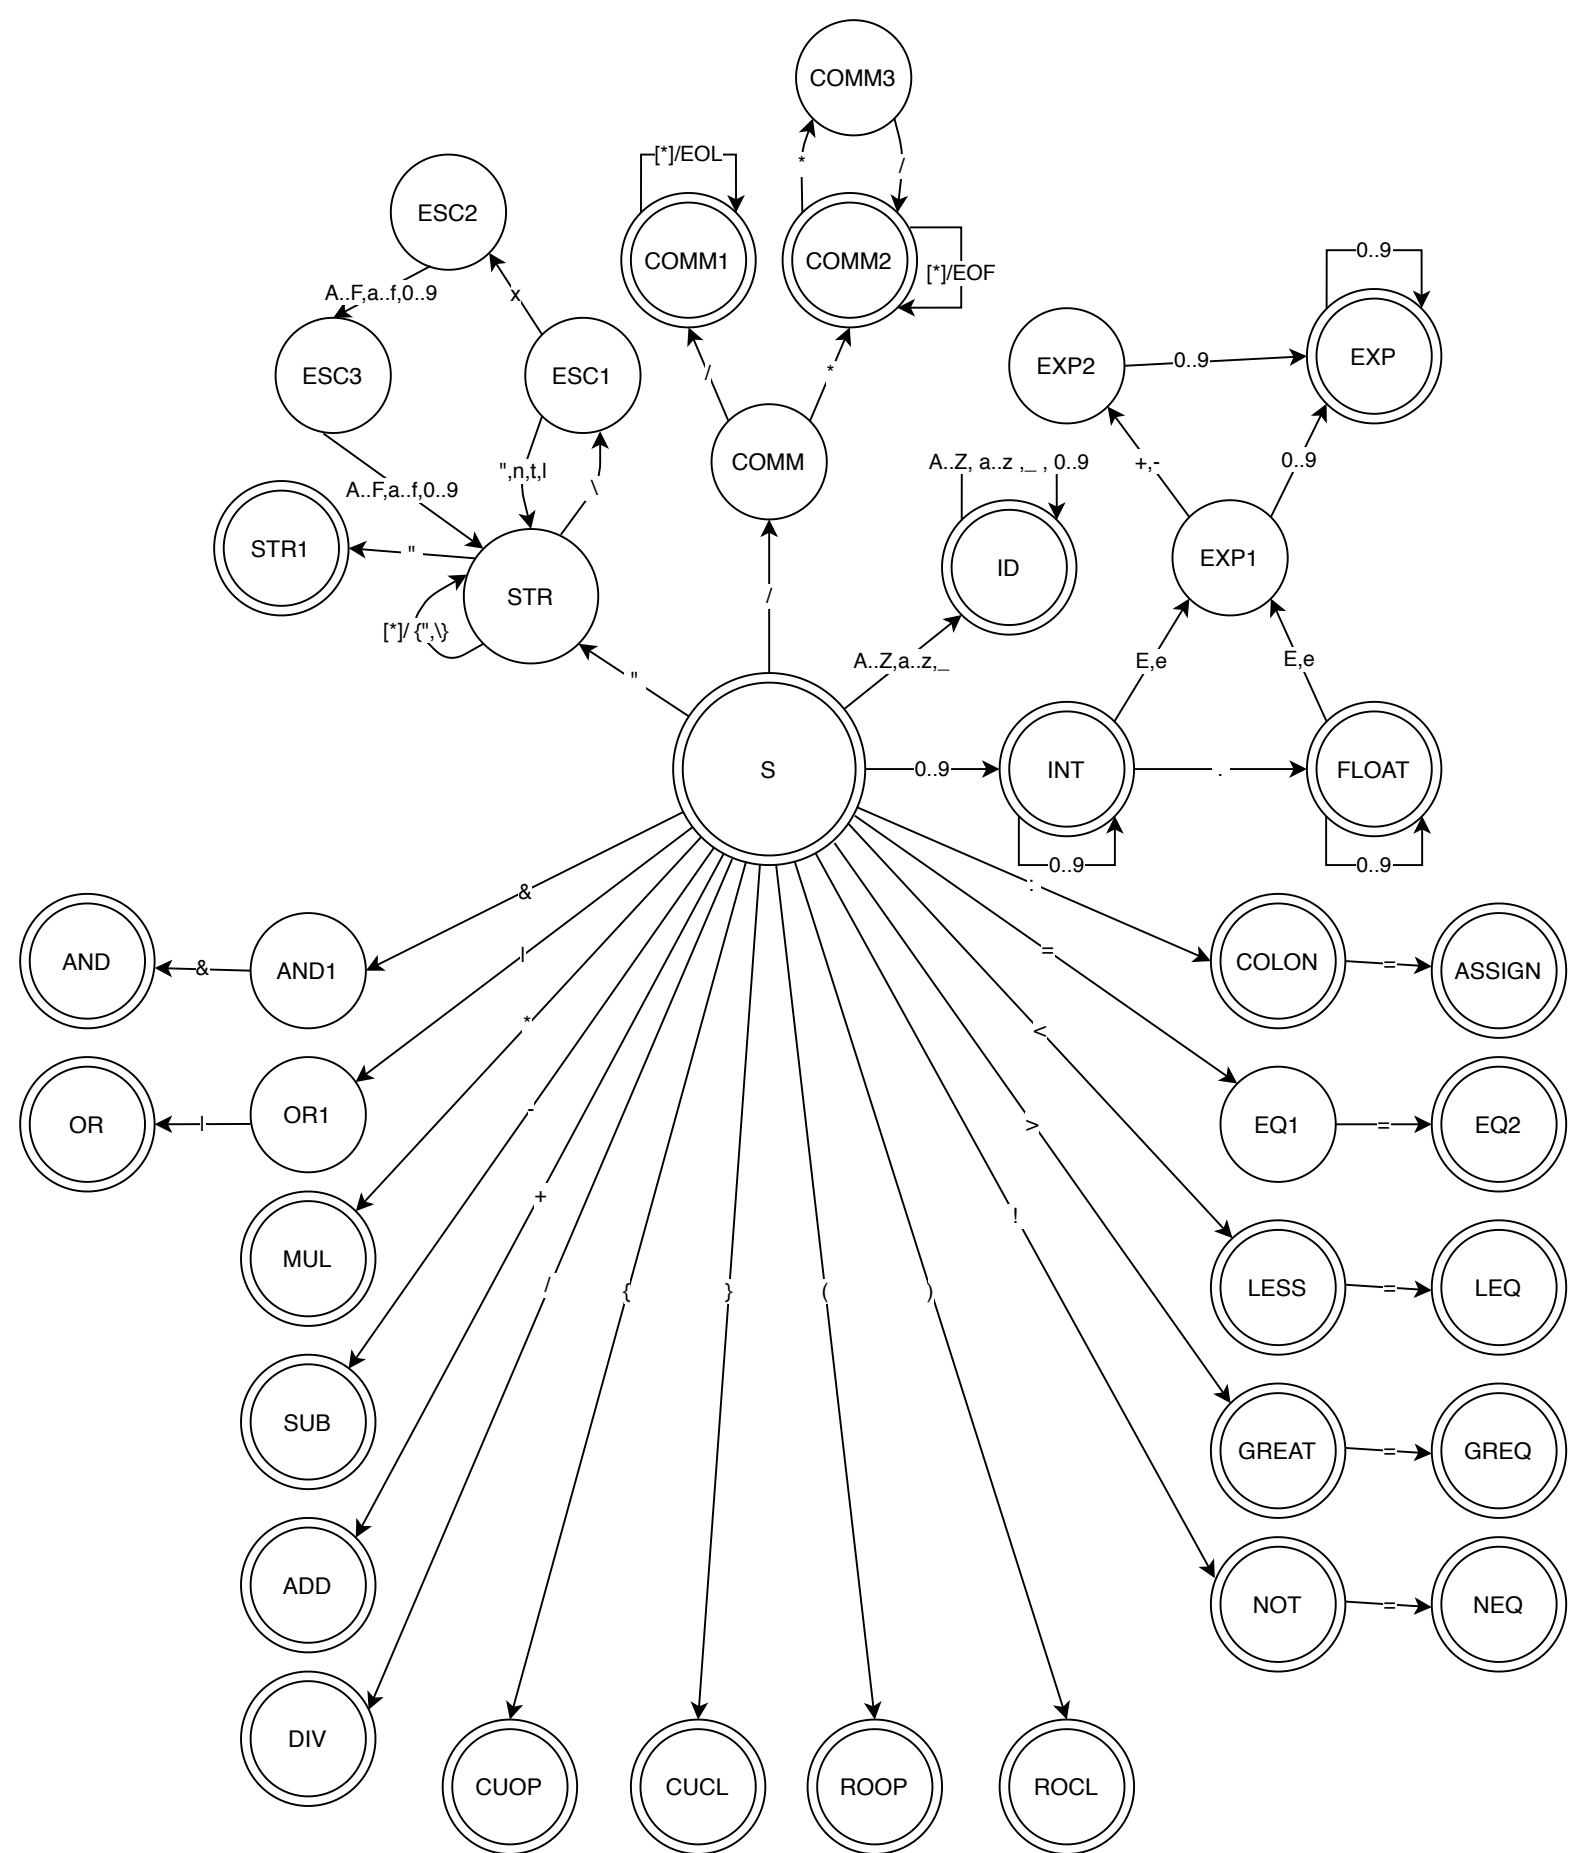 COMM3
[*]/EOL
*
/
ESC2
COMM1
COMM2
[*]/EOF
0..9
A..F,a..f,0..9
x
ESC3
ESC1
/
*
EXP2
0..9
EXP
A..Z, a..z ,_ , 0..9
+,-
0..9
",n,t,l
\
COMM
A..F,a..f,0..9
STR1
"
STR
ID
EXP1
[*]/ {",\}
/
"
A..Z,a..z,_
E,e
E,e
S
0..9
INT
.
FLOAT
0..9
0..9
&
:
AND
&
AND1
|
=
COLON
=
ASSIGN
*
<
OR
|
OR1
-
>
EQ1
=
EQ2
MUL
+
!
/
{
}
(
)
LESS
=
LEQ
SUB
GREAT
=
GREQ
ADD
NOT
=
NEQ
DIV
CUOP
CUCL
ROOP
ROCL